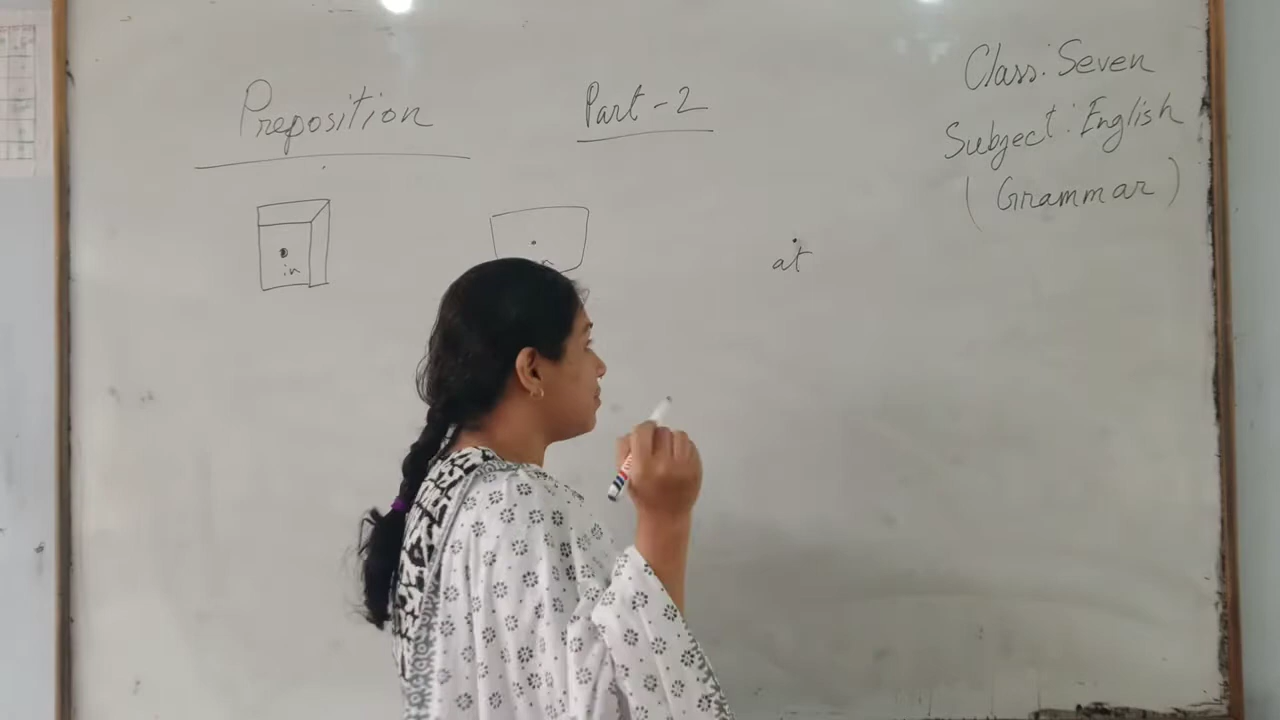 Preposition
Part-2
Class: Seven
Subject: English
(Grammar)
in
at